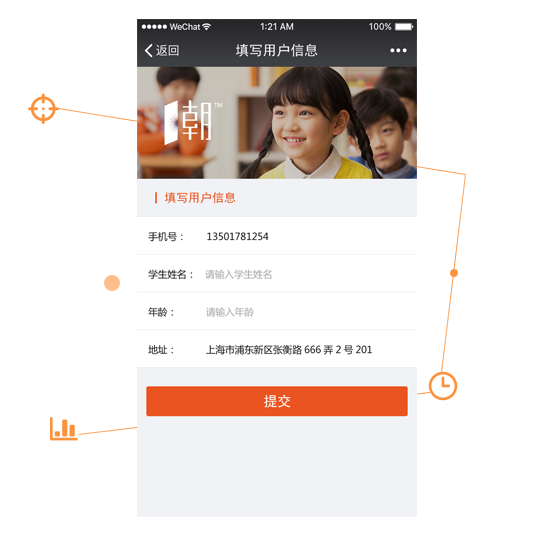 WeChat 1:21 AM 100%
返回 填写用户信息
朝™
填写用户信息
手机号： 13501781254
学生姓名： 请输入学生姓名
年龄： 请输入年龄
地址： 上海市浦东新区张衡路 666 弄 2 号 201
提交